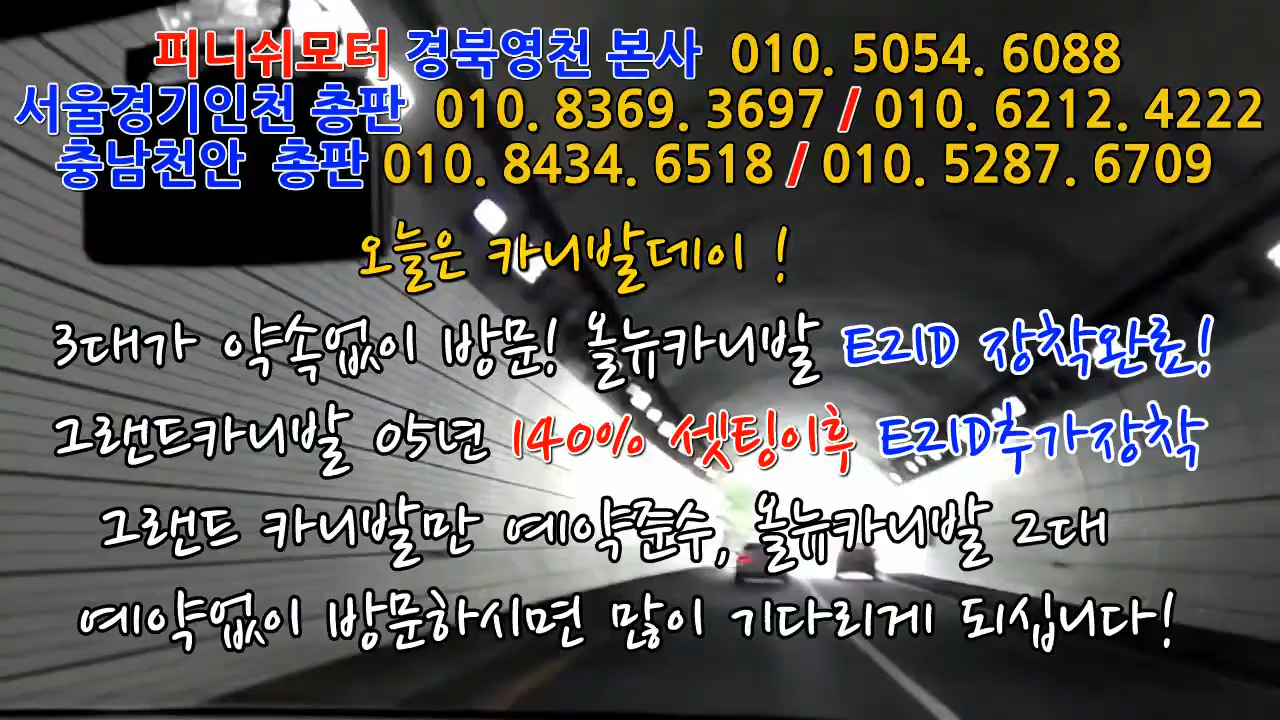 피니쉬모터 경북영천 본사 010. 5054. 6088
서울경기인천 총판 010. 8369. 3697 / 010. 6212. 4222
충남천안 총판 010. 8434. 6518 / 010. 5287. 6709
오늘은 카니발데이 !
3대가 약속없이 방문! 올뉴카니발 EZID 장착완료!
그랜드카니발 05년 140% 셋팅이후 EZID추가장착
그랜드 카니발만 예약준수, 올뉴카니발 2대
예약없이 방문하시면 많이 기다리게 되십니다!